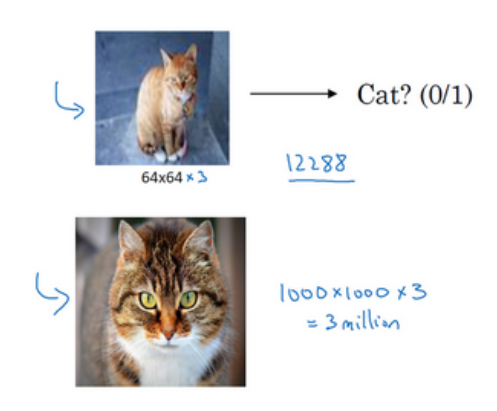 Cat? (0/1)
64x64 ×3
12288
1000×1000 ×3
= 3 million